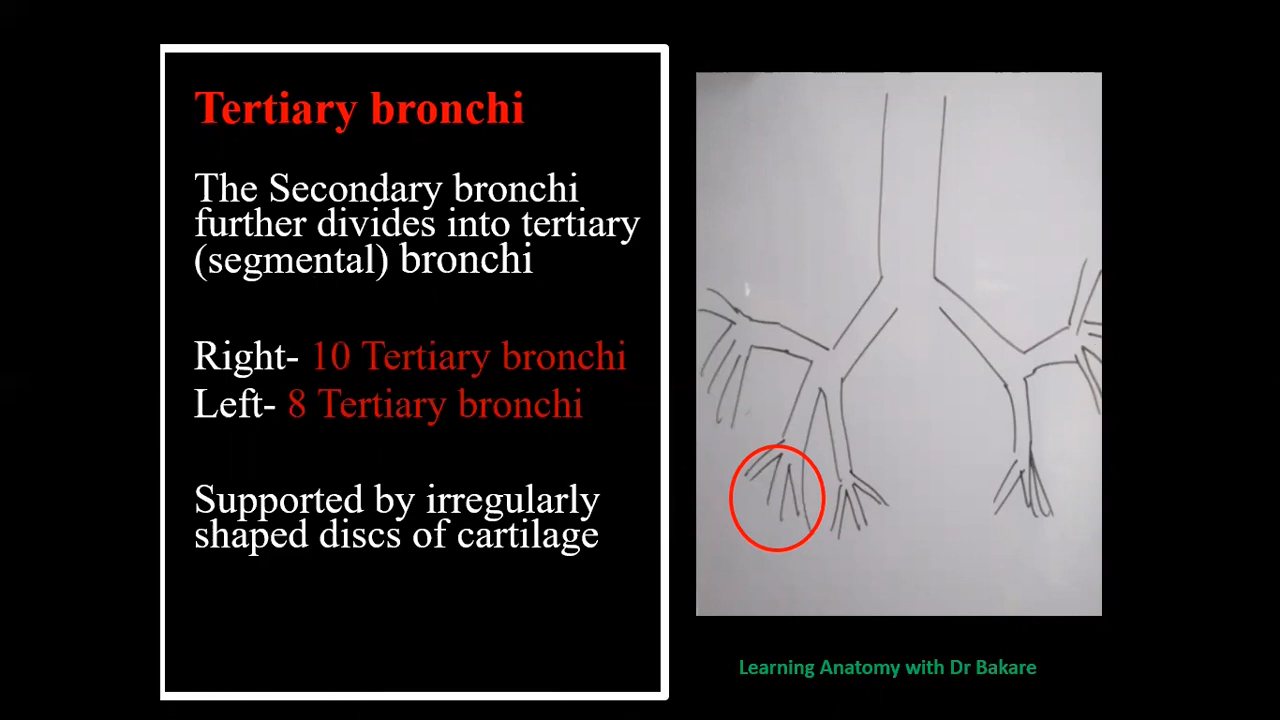 Tertiary bronchi
The Secondary bronchi
further divides into tertiary
(segmental) bronchi
Right- 10 Tertiary bronchi
Left- 8 Tertiary bronchi
Supported by irregularly
shaped discs of cartilage
Learning Anatomy with Dr Bakare